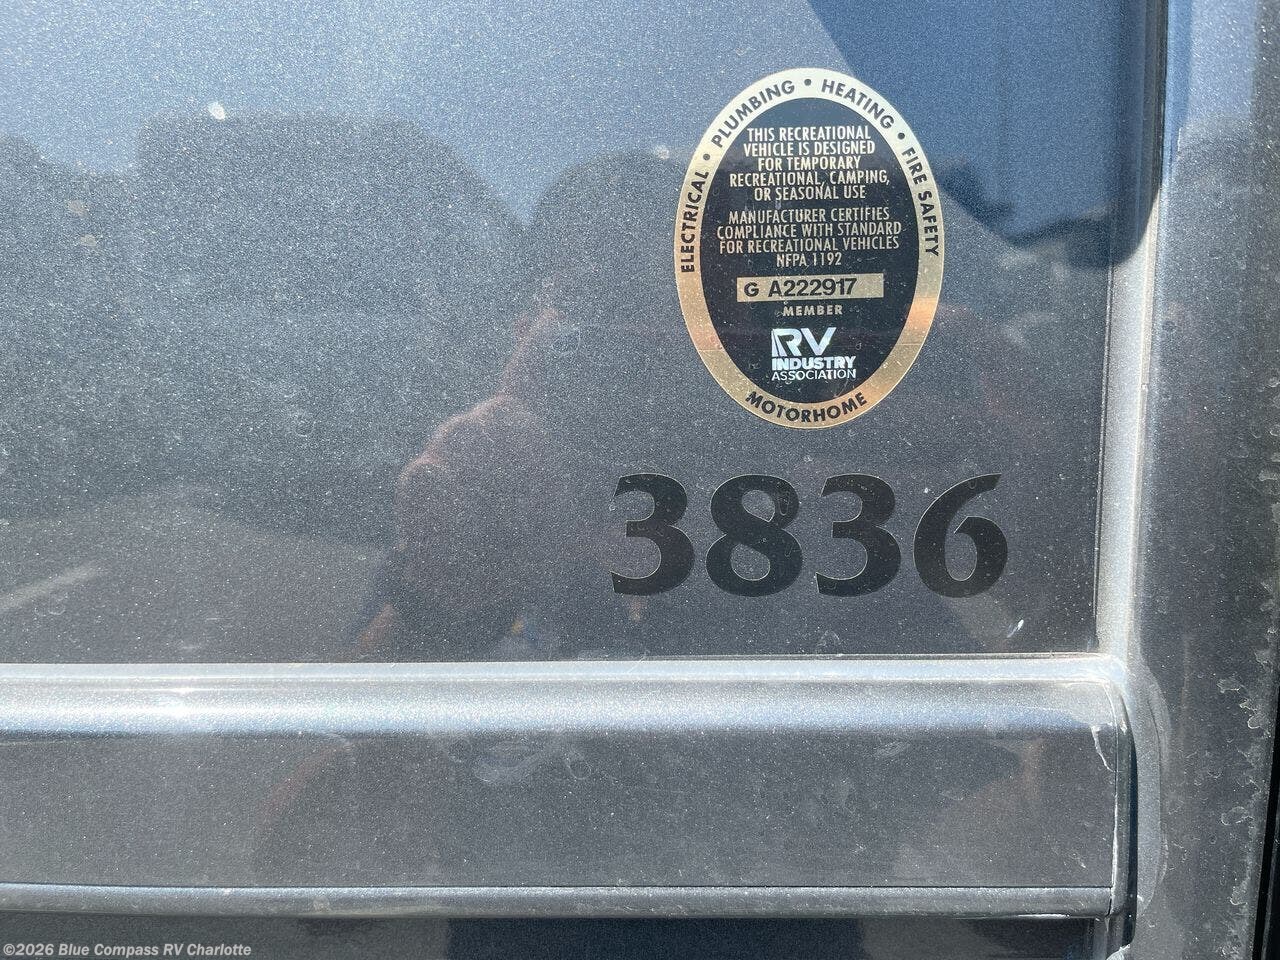 ELECTRICAL • PLUMBING • HEATING • FIRE SAFETY
THIS RECREATIONAL
VEHICLE IS DESIGNED
FOR TEMPORARY
RECREATIONAL, CAMPING,
OR SEASONAL USE
MANUFACTURER CERTIFIES
COMPLIANCE WITH STANDARD
FOR RECREATIONAL VEHICLES
NFPA 1192
G A222917
MEMBER
RV
INDUSTRY
ASSOCIATION
MOTORHOME
3836
©2026 Blue Compass RV Charlotte